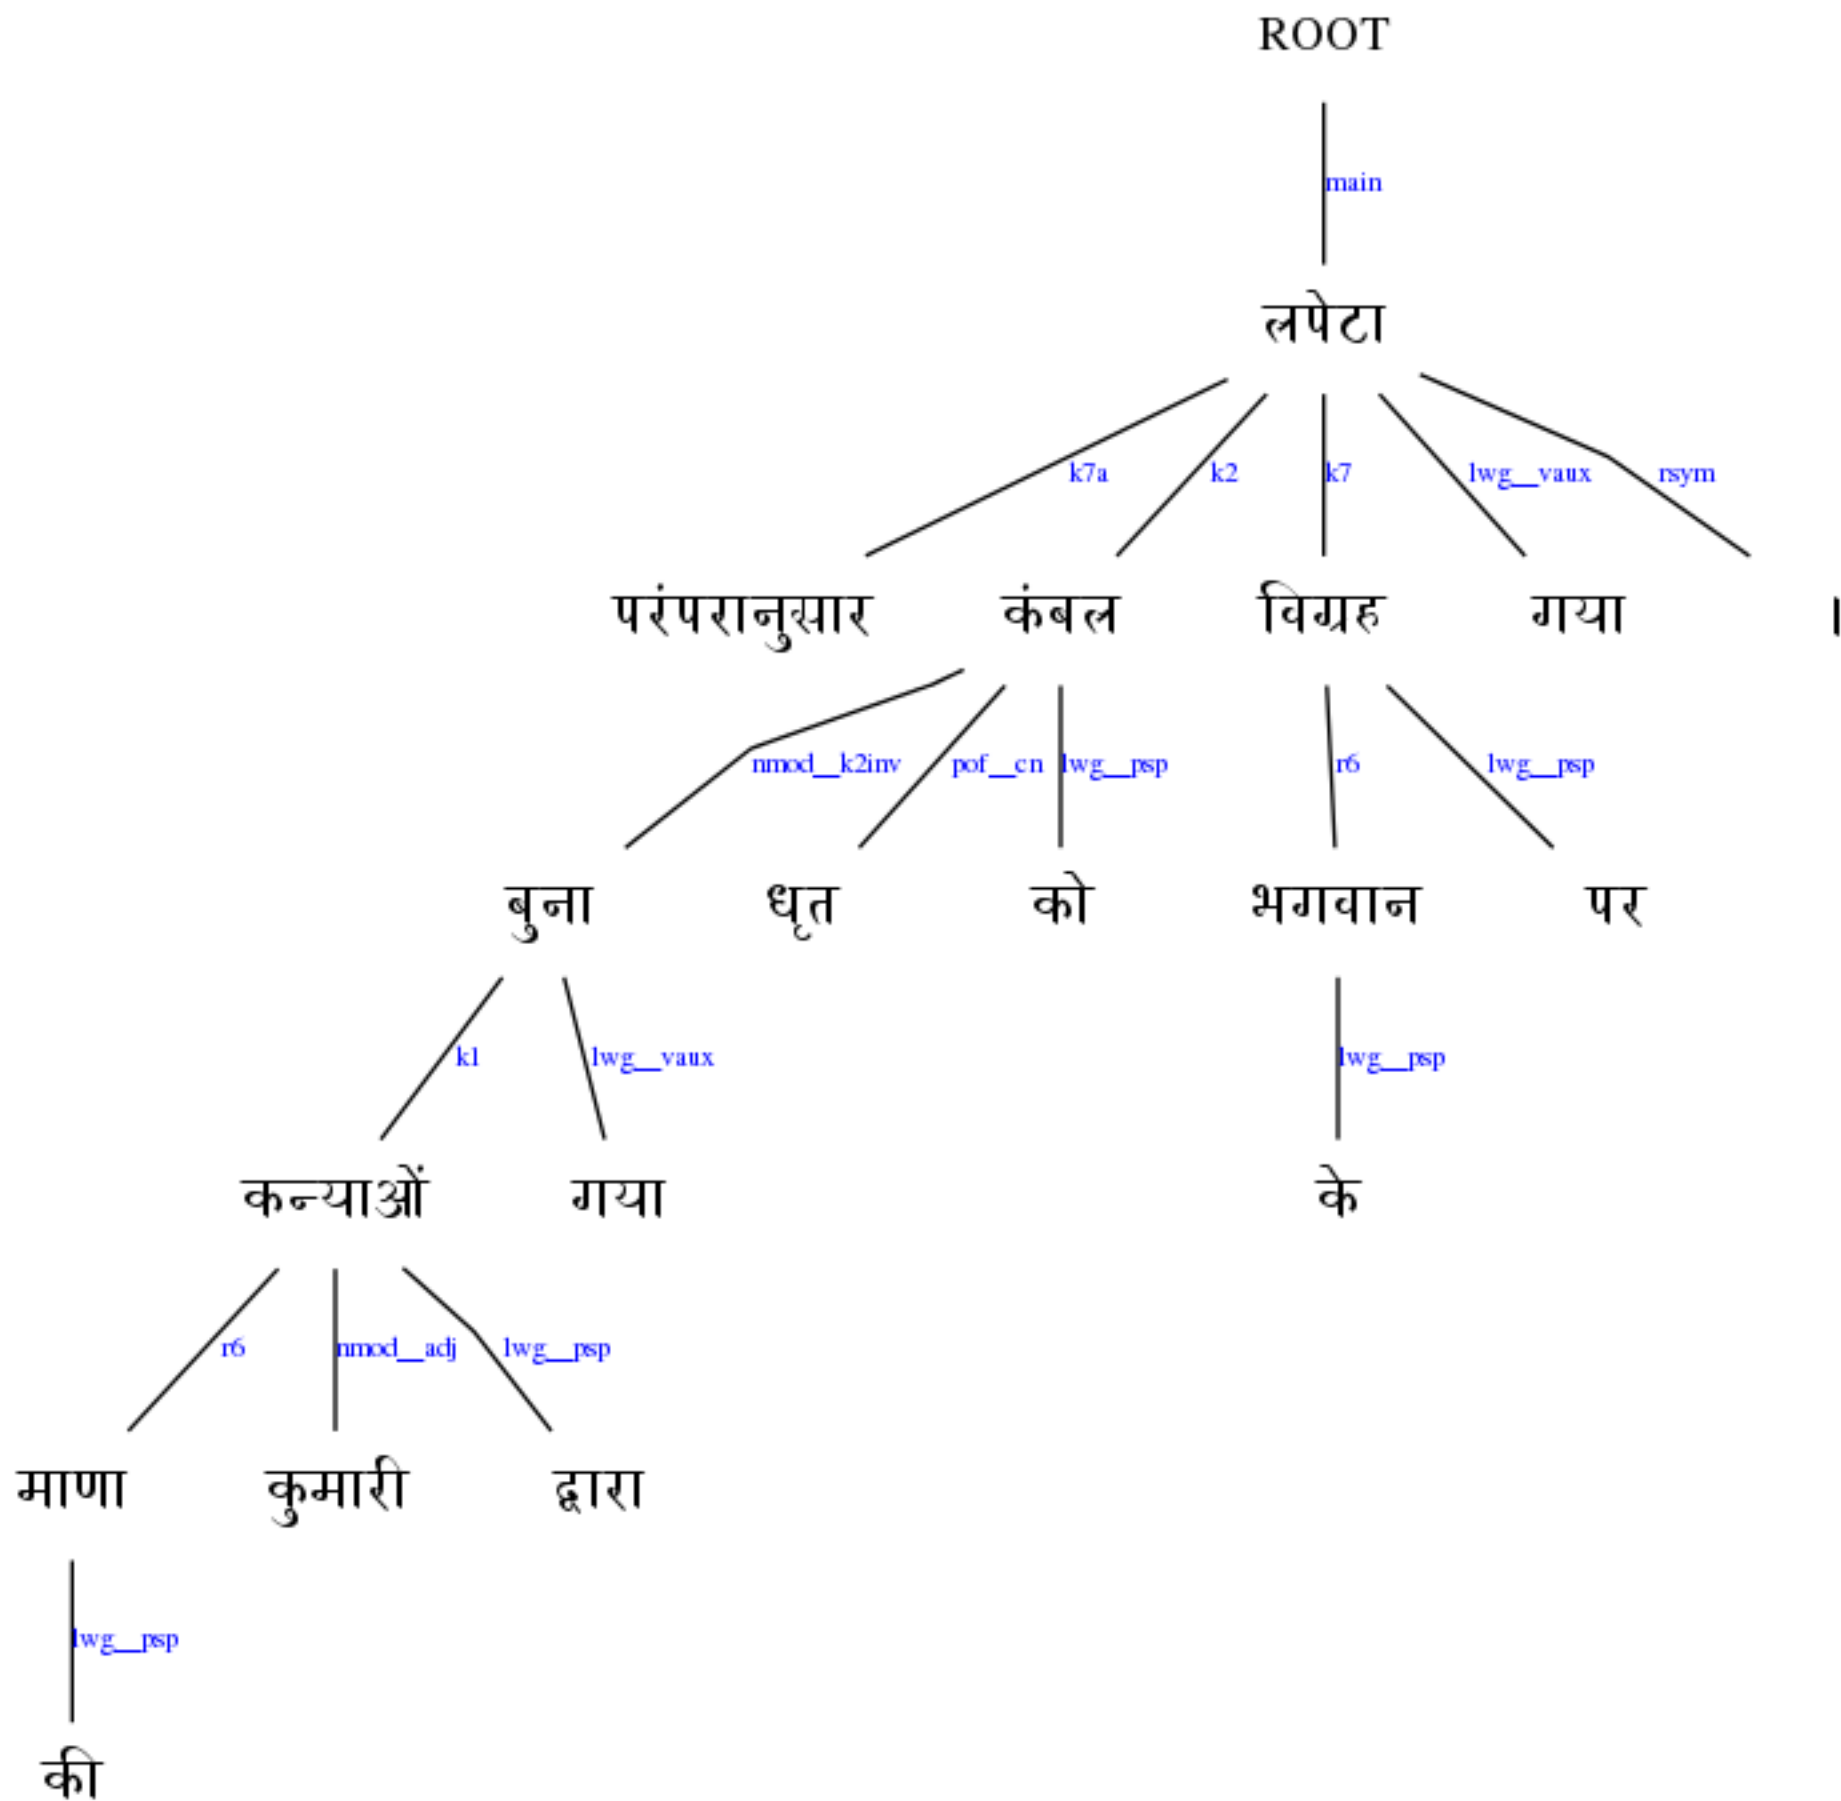 ROOT
main
लपेटा
k7a k2 k7 lwg__vaux rsym
परंपरानुसार कंबल विग्रह गया ।
nmod__k2inv pof__cn lwg__psp r6 lwg__psp
बुना धृत को भगवान पर
k1 lwg__vaux lwg__psp
कन्याओं गया के
r6 nmod__adj lwg__psp
माणा कुमारी द्वारा
lwg__psp
की